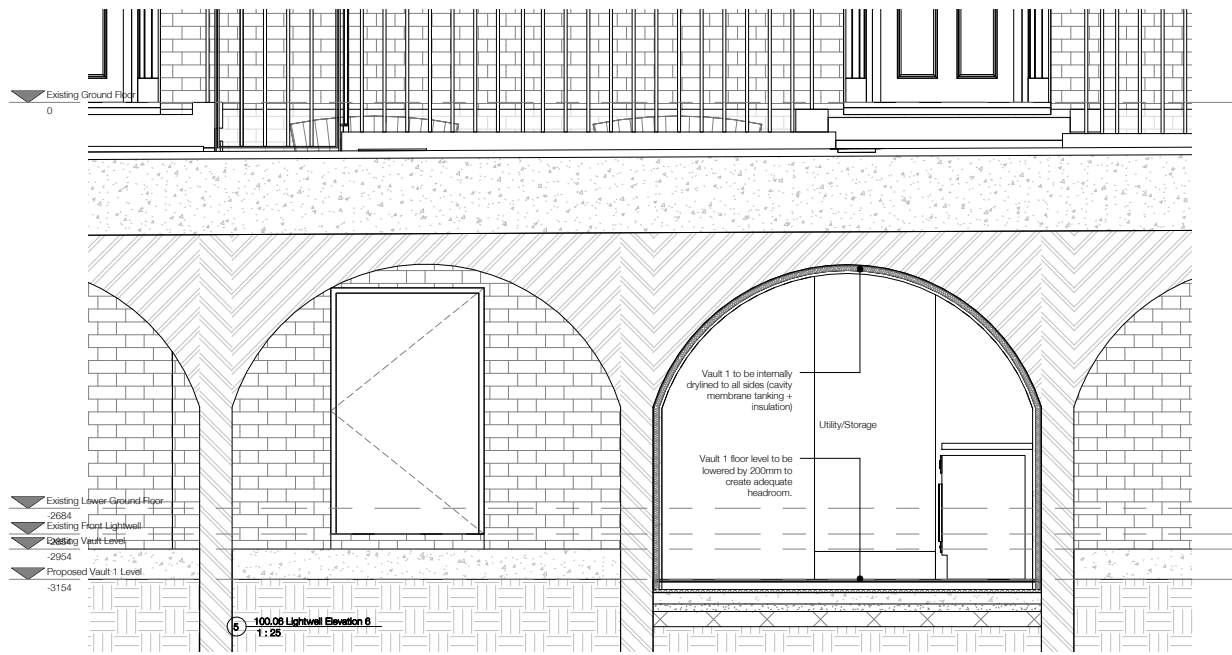 Existing Ground Floor
0
Vault 1 to be internally
drylined to all sides (cavity
membrane tanking +
insulation)
Utility/Storage
Vault 1 floor level to be
lowered by 200mm to
create adequate
headroom.
Existing Lower Ground Floor
-2684
Existing Front Lightwell
Existing Vault Level
-2954
Proposed Vault 1 Level
-3154
5
100.06 Lightwell Elevation 6
1 : 25